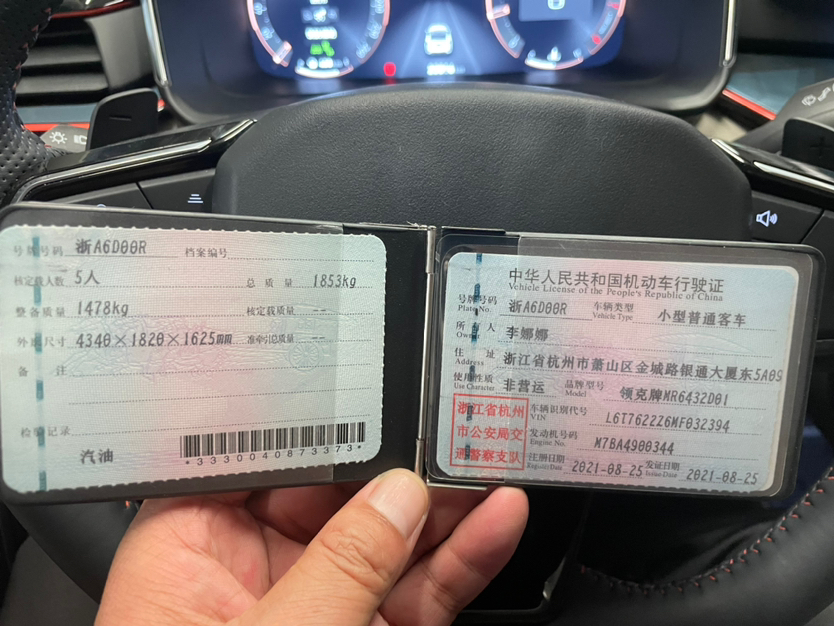 号牌号码 浙A6D00R 档案编号
核定载人数 5人 总质量 1853kg
整备质量 1478kg 核定载质量 --
外廓尺寸 4340×1820×1625mm 准牵引总质量 --
备注
检验记录
汽油
*3330040873373*
中华人民共和国机动车行驶证
Vehicle License of the People's Republic of China
号牌号码 浙A6D00R 车辆类型 小型普通客车
Plate No. Vehicle Type
所有人 李娜娜
Owner
住址 浙江省杭州市萧山区金城路银通大厦东5A09
Address
使用性质 非营运 品牌型号 领克牌MR6432D01
Use Character Model
浙江省杭州
市公安局交
通警察支队
车辆识别代号 L6T7622Z6MF032394
VIN
发动机号码 M7BA4900344
Engine No.
注册日期 2021-08-25 发证日期 2021-08-25
Register Date Issue Date